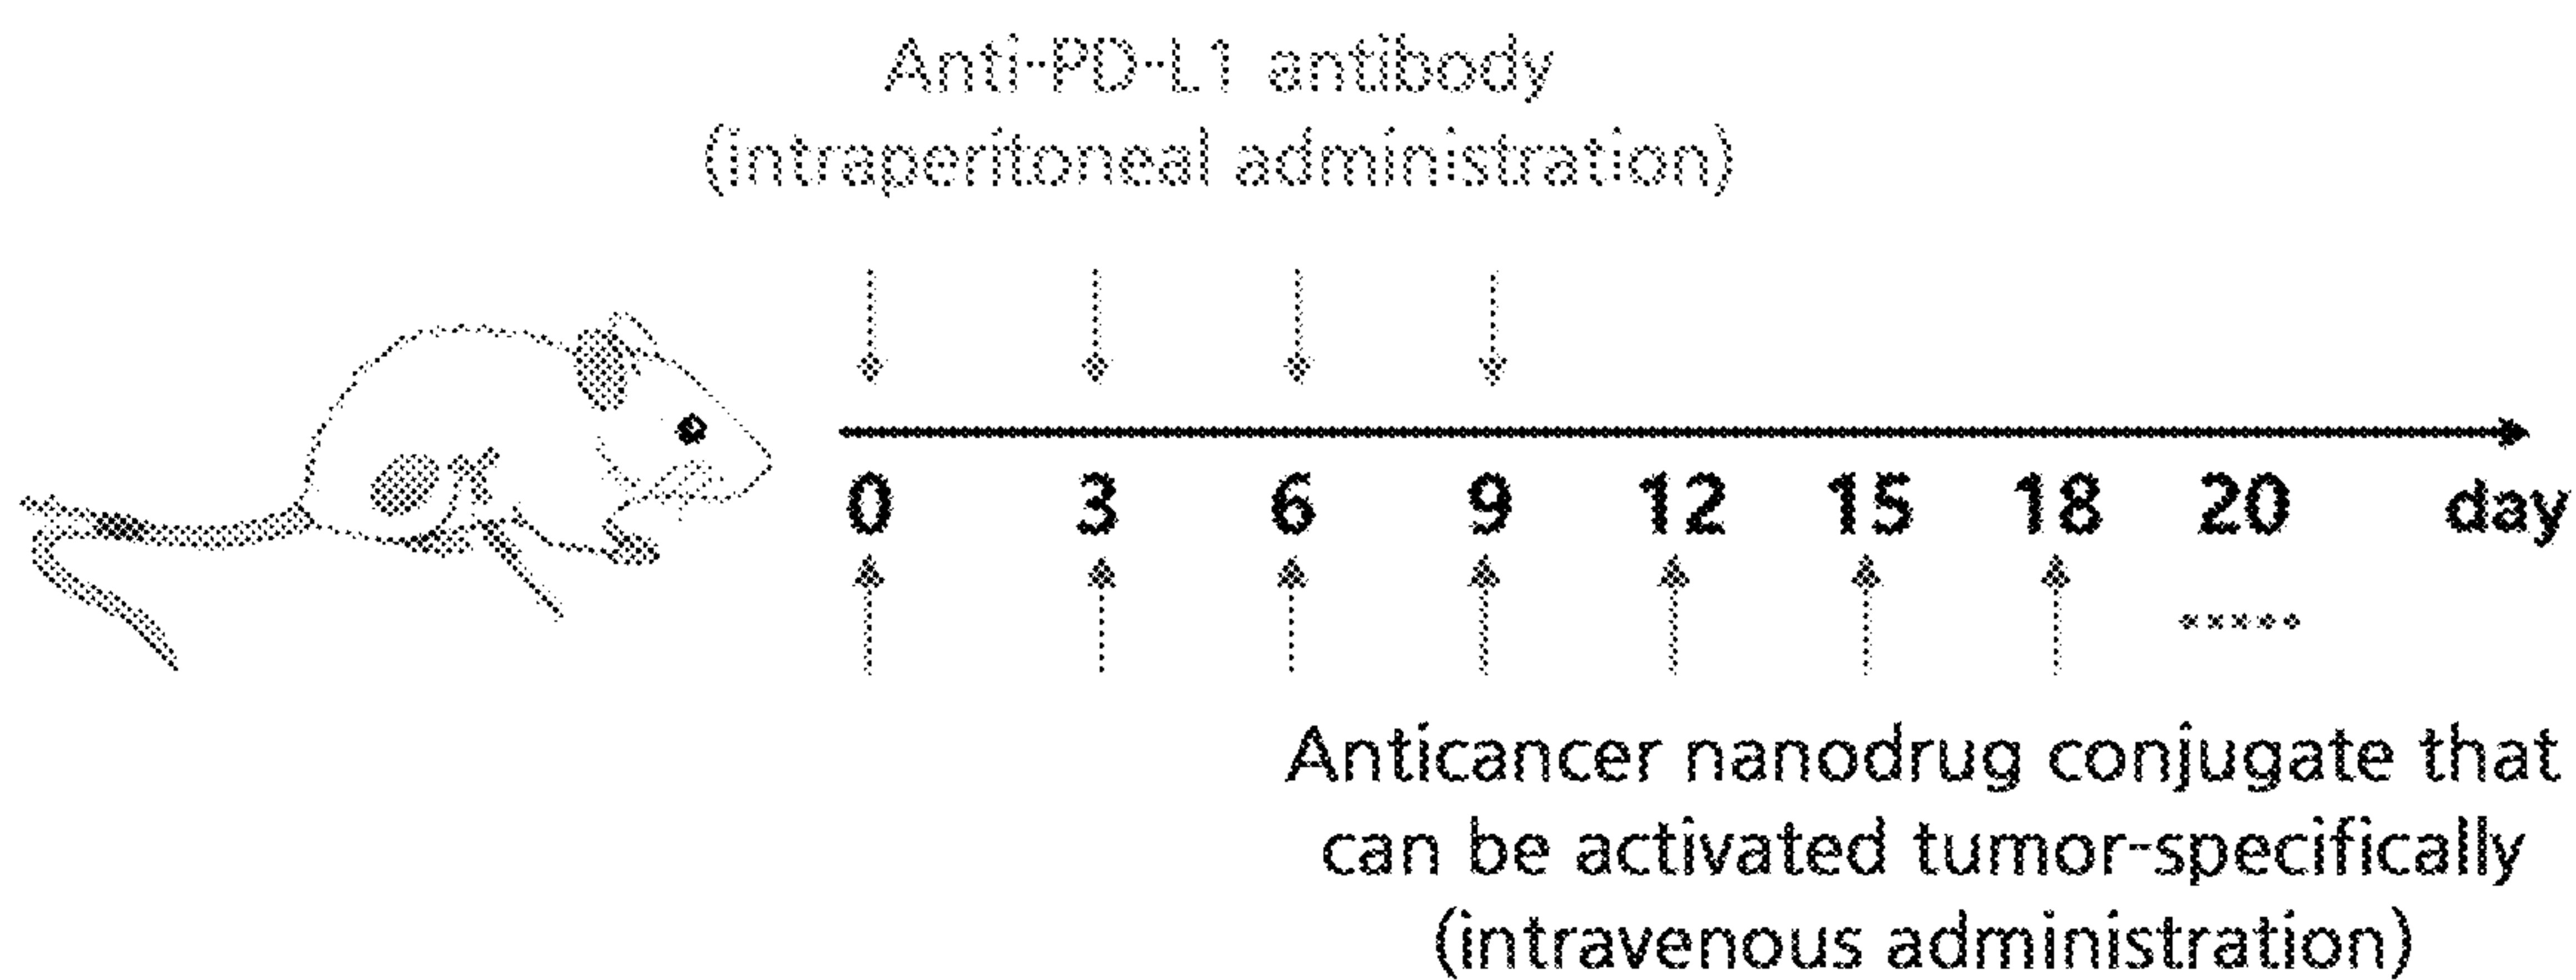 Anti-PD-L1 antibody
(intraperitoneal administration)
0 3 6 9 12 15 18 20 day
Anticancer nanodrug conjugate that
can be activated tumor-specifically
(intravenous administration)